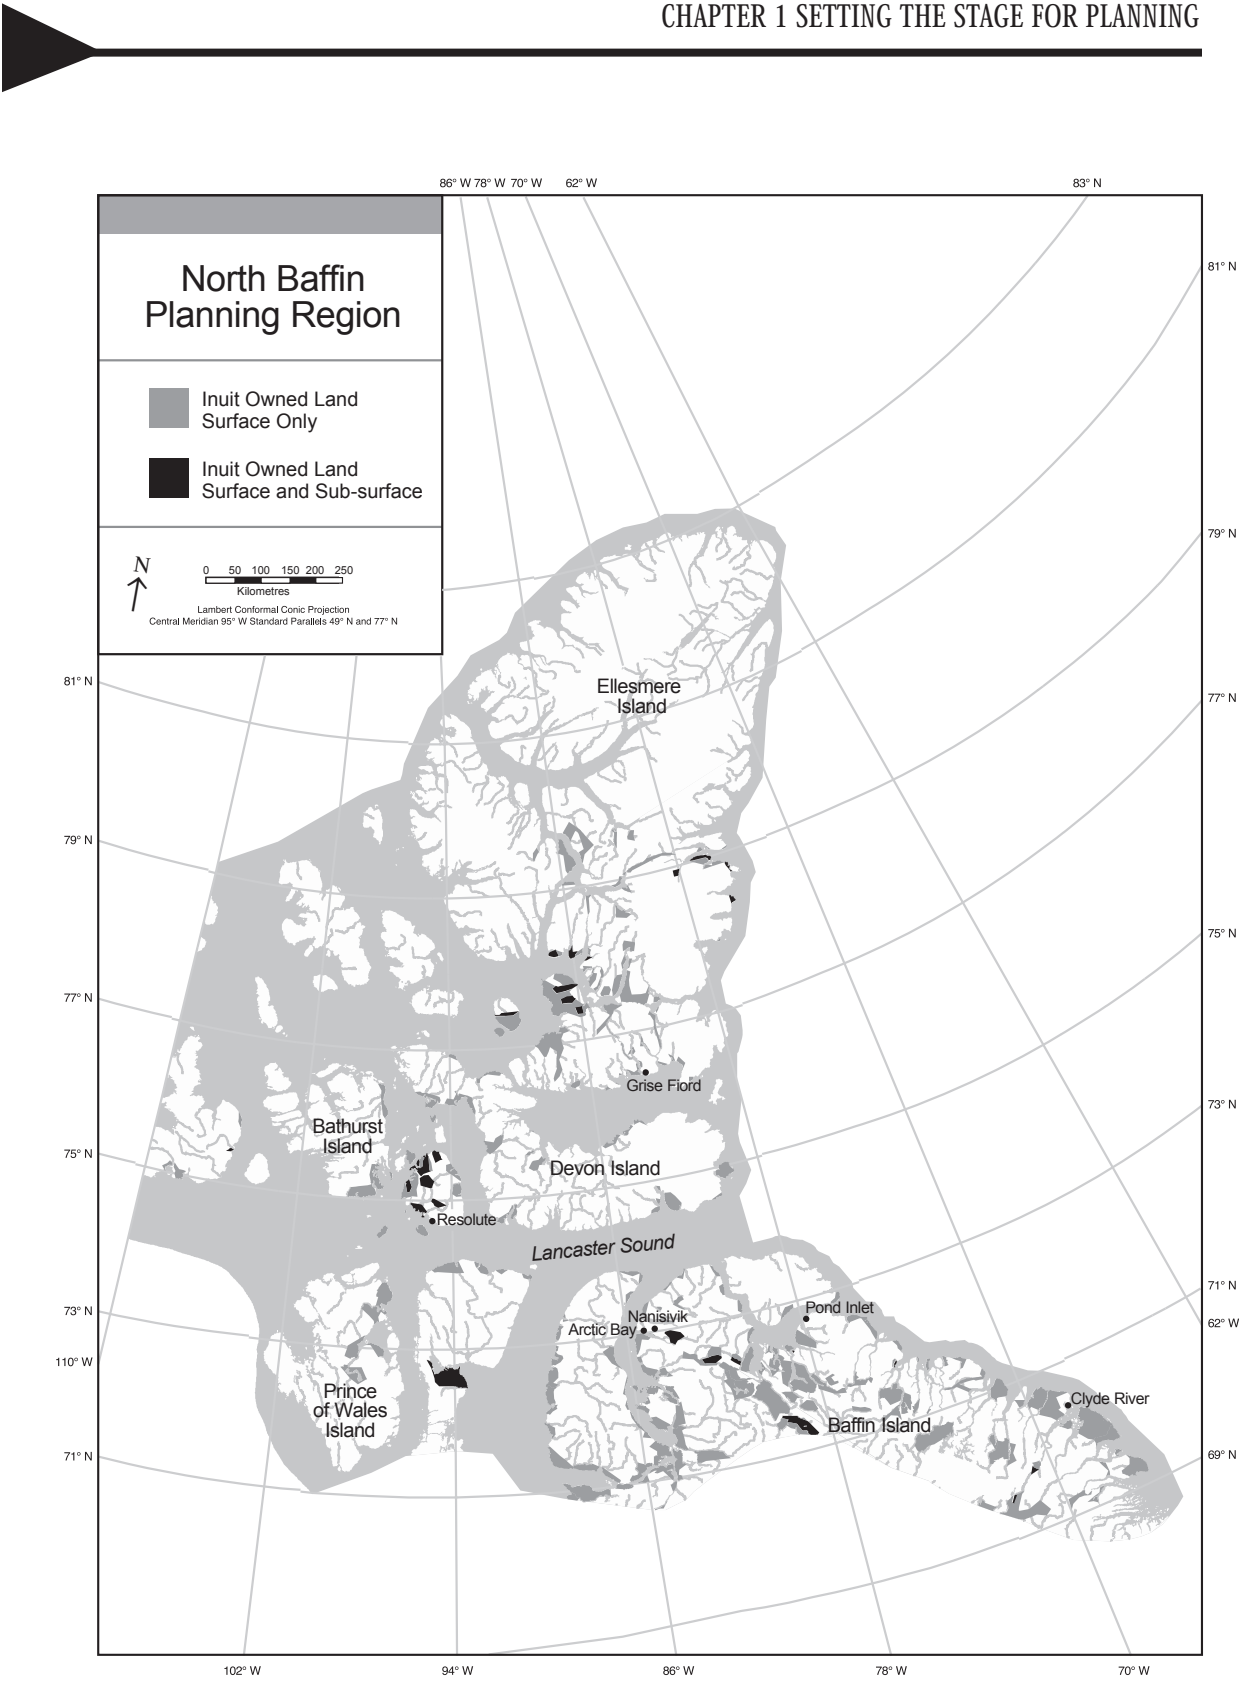 CHAPTER 1 SETTING THE STAGE FOR PLANNING
86° W 78° W 70° W 62° W 83° N
North Baffin
Planning Region
Inuit Owned Land
Surface Only
Inuit Owned Land
Surface and Sub-surface
N
0 50 100 150 200 250
Kilometres
Lambert Conformal Conic Projection
Central Meridian 95° W Standard Parallels 49° N and 77° N
81° N
79° N
77° N
75° N
73° N
71° N
62° W
69° N
81° N
79° N
77° N
75° N
73° N
110° W
71° N
Ellesmere
Island
Grise Fiord
Bathurst
Island
Devon Island
Resolute
Lancaster Sound
Pond Inlet
Nanisivik
Arctic Bay
Prince
of Wales
Island
Clyde River
Baffin Island
102° W 94° W 86° W 78° W 70° W